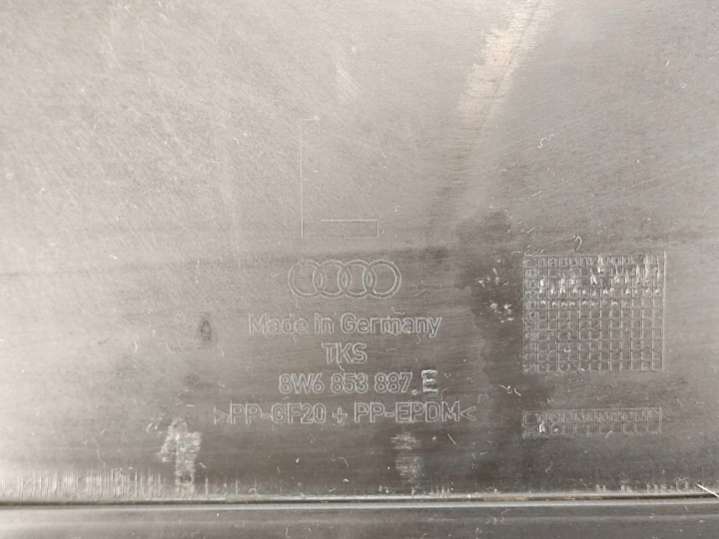 Made in Germany
TKS
8W6 853 887 E
>PP-GF20 + PP-EPDM<